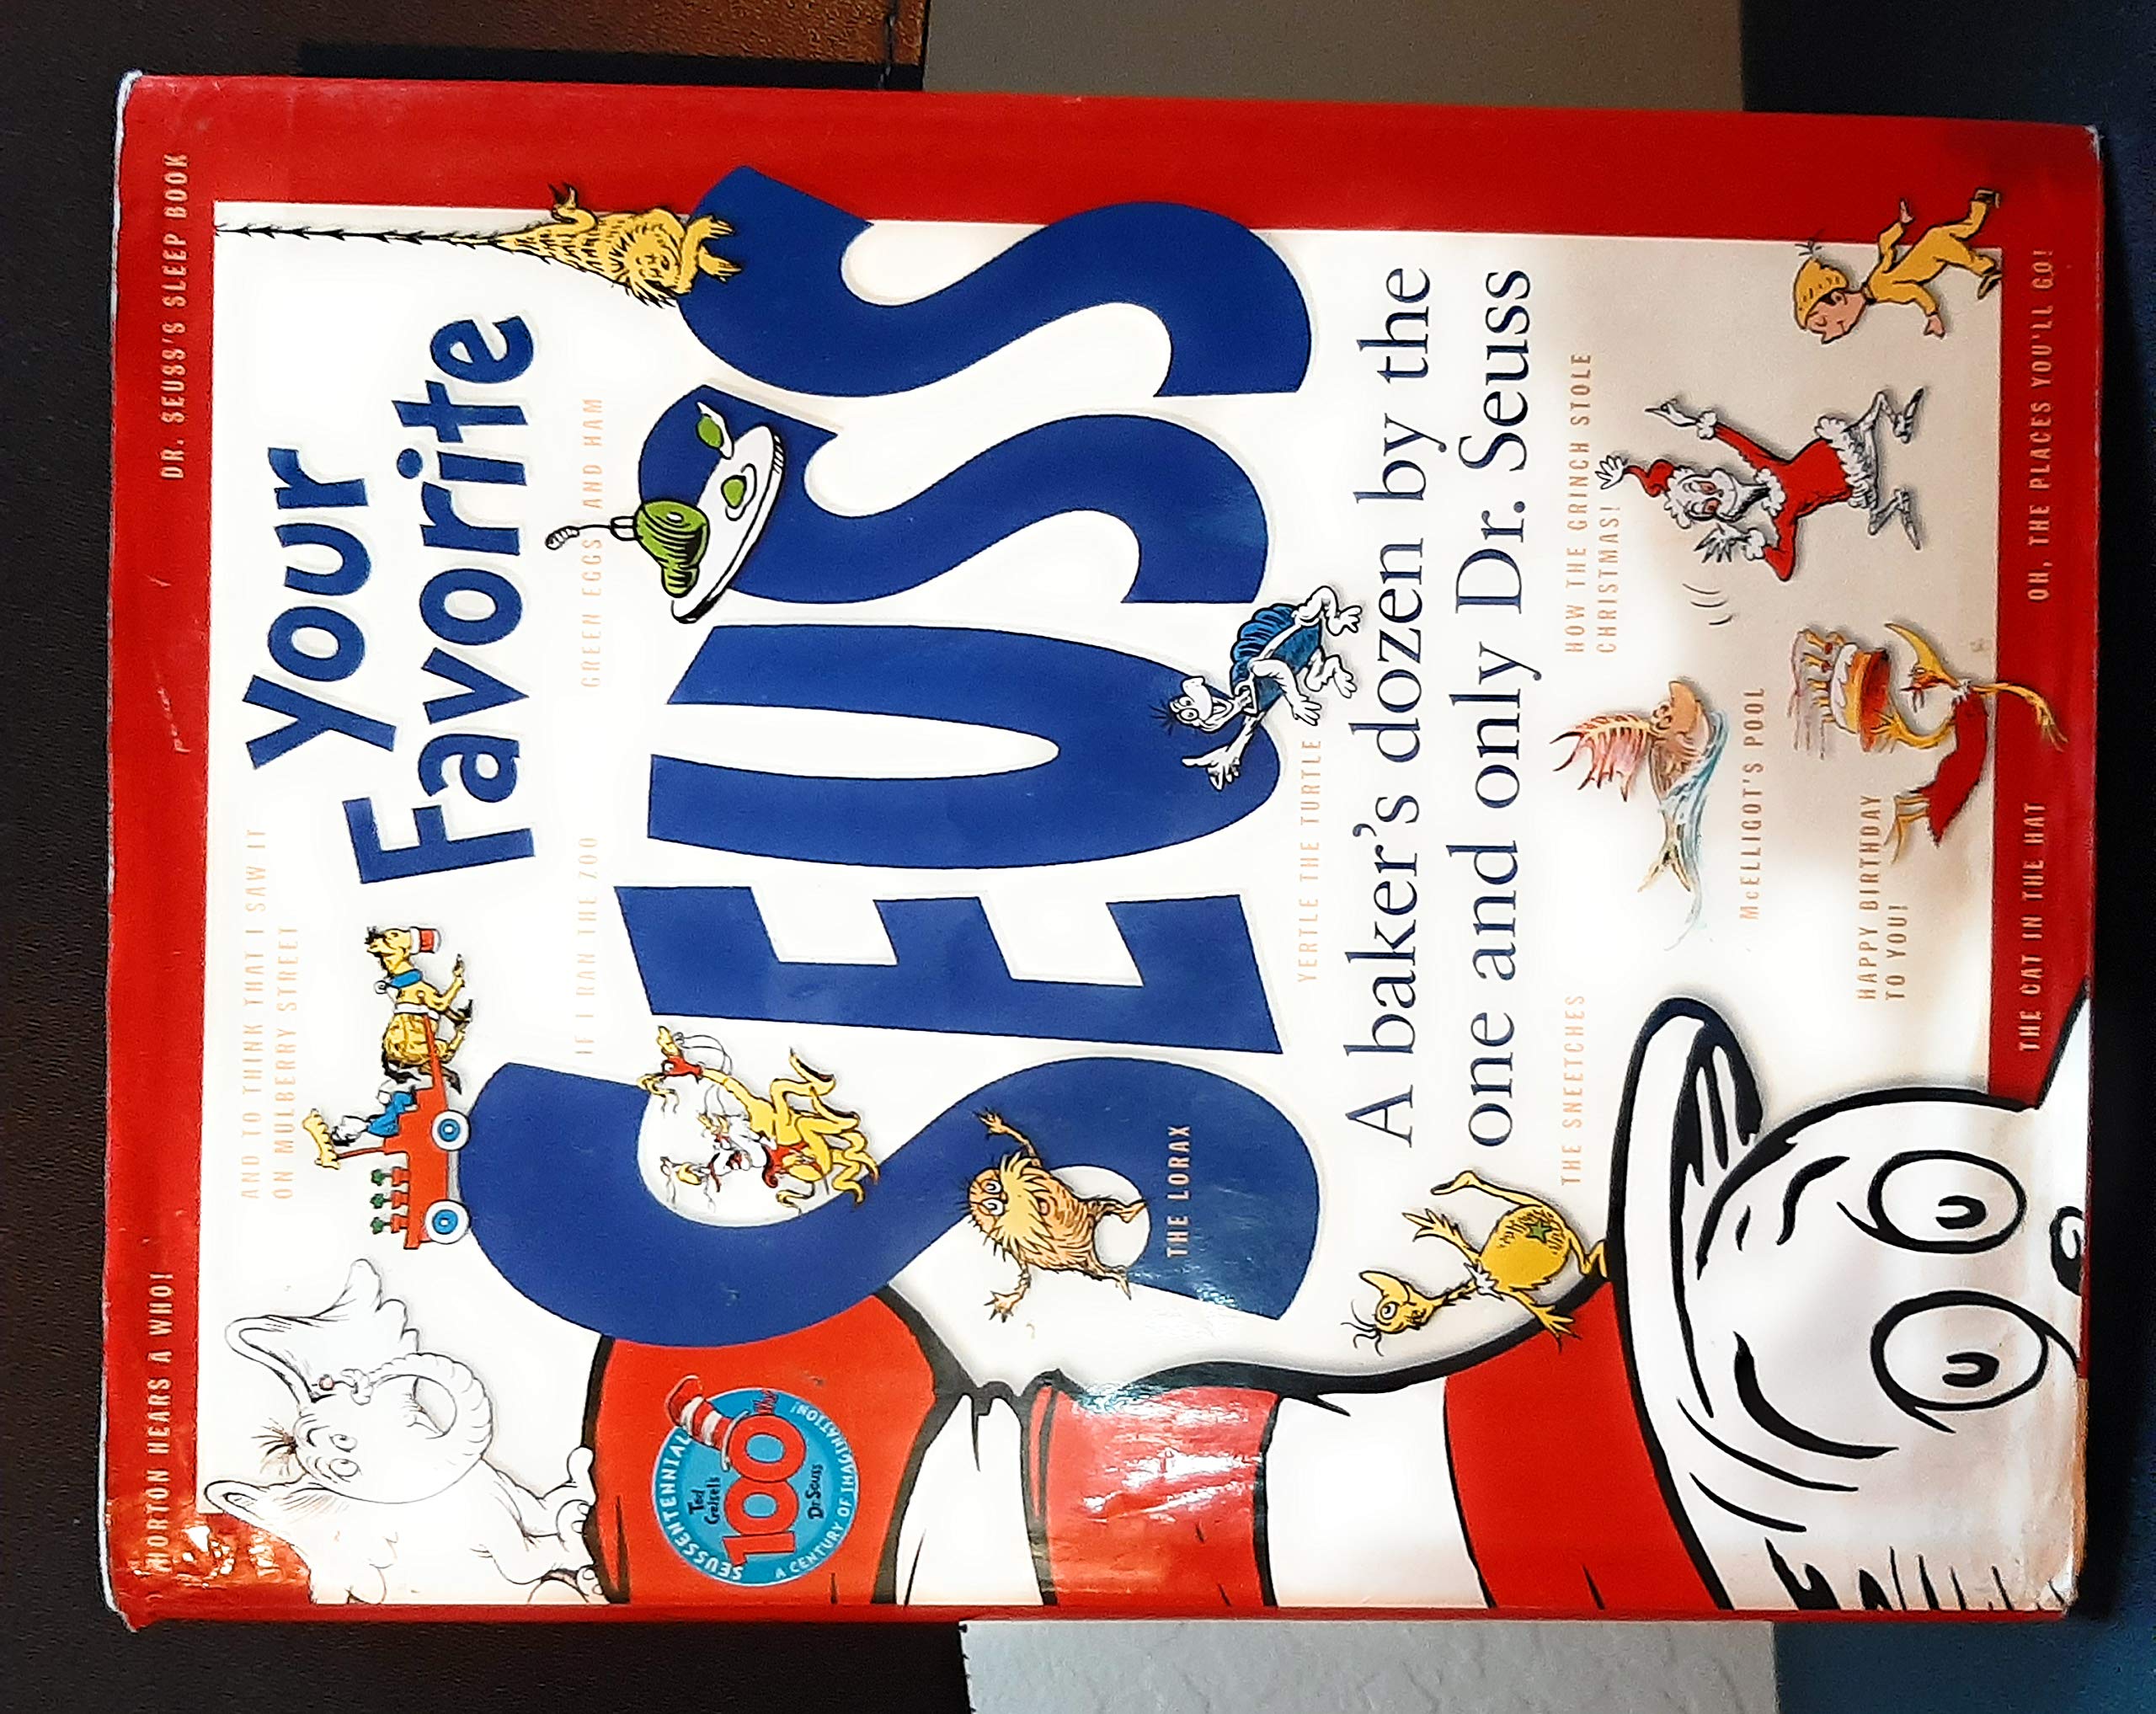 HORTON HEARS A WHO!
DR. SEUSS'S SLEEP BOOK
AND TO THINK THAT I SAW IT
ON MULBERRY STREET
Your
Favorite
IF I RAN THE ZOO
GREEN EGGS AND HAM
SEUSS
SEUSSENTENNIAL
Ted
Geisel's
100TH
Dr. Seuss
A CENTURY OF IMAGINATION!
THE LORAX
YERTLE THE TURTLE
A baker's dozen by the
one and only Dr. Seuss
THE SNEETCHES
HOW THE GRINCH STOLE
CHRISTMAS!
McELLIGOT'S POOL
HAPPY BIRTHDAY
TO YOU!
THE CAT IN THE HAT
OH, THE PLACES YOU'LL GO!